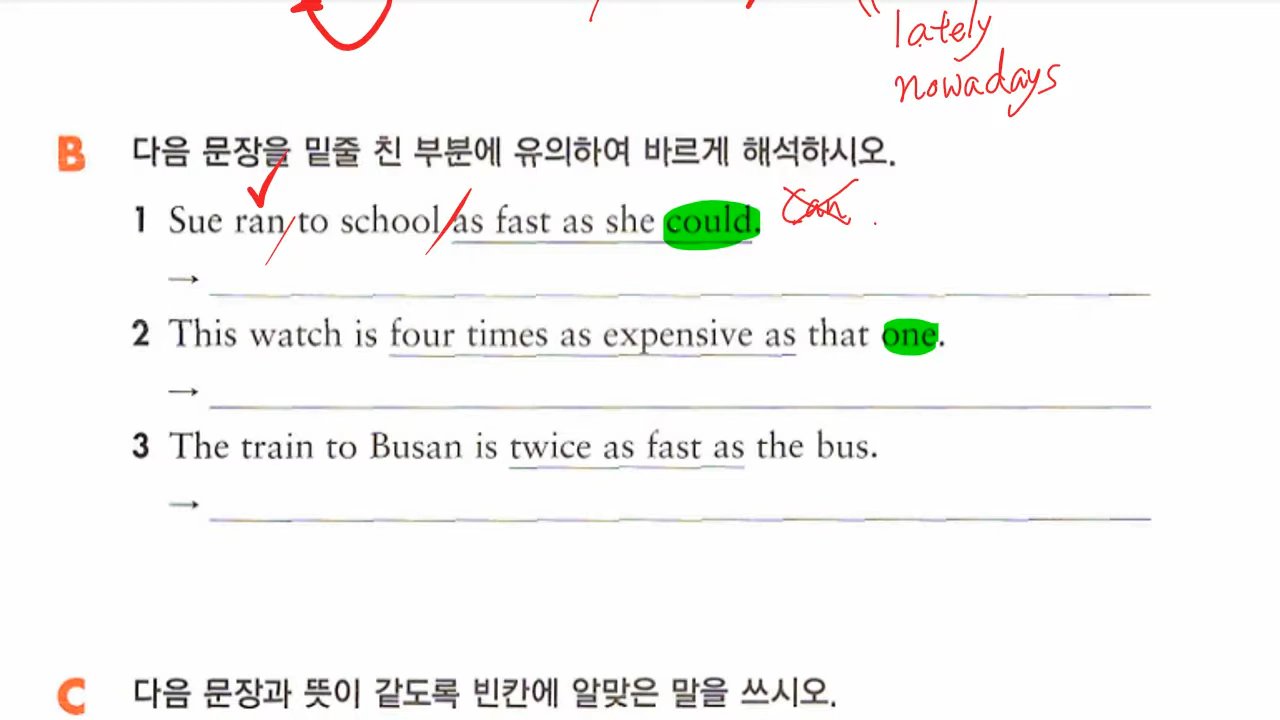 lately
nowadays
B 다음 문장을 밑줄 친 부분에 유의하여 바르게 해석하시오.
1 Sue ran to school as fast as she could. can
→
2 This watch is four times as expensive as that one.
→
3 The train to Busan is twice as fast as the bus.
→
C 다음 문장과 뜻이 같도록 빈칸에 알맞은 말을 쓰시오.